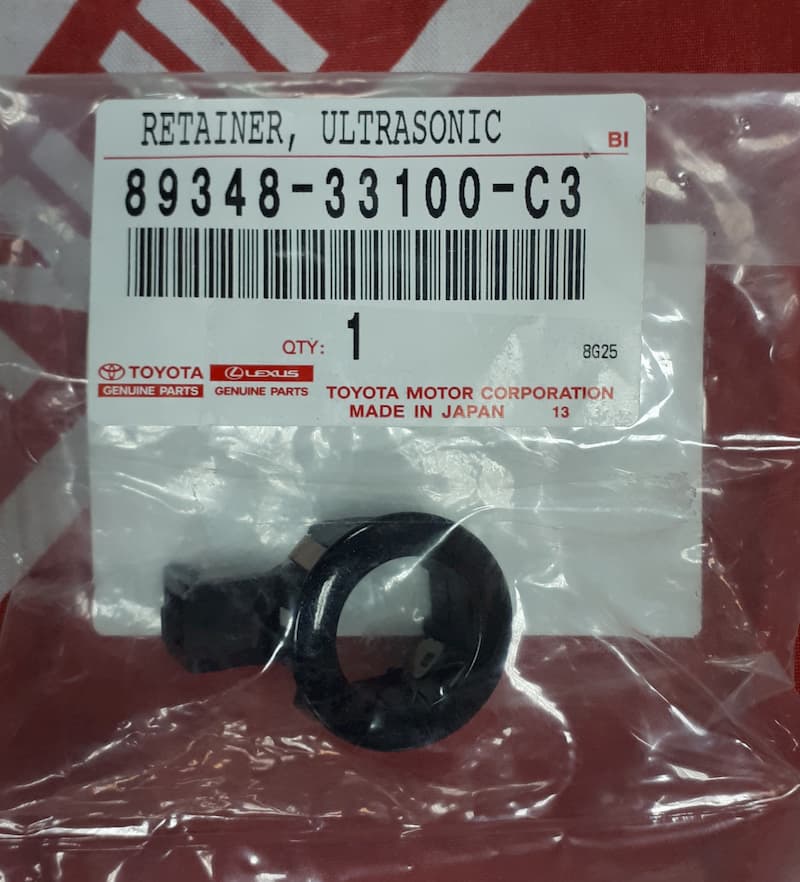 RETAINER, ULTRASONIC
BI
89348-33100-C3
QTY: 1
8G25
TOYOTA LEXUS
GENUINE PARTS GENUINE PARTS
TOYOTA MOTOR CORPORATION
MADE IN JAPAN 13